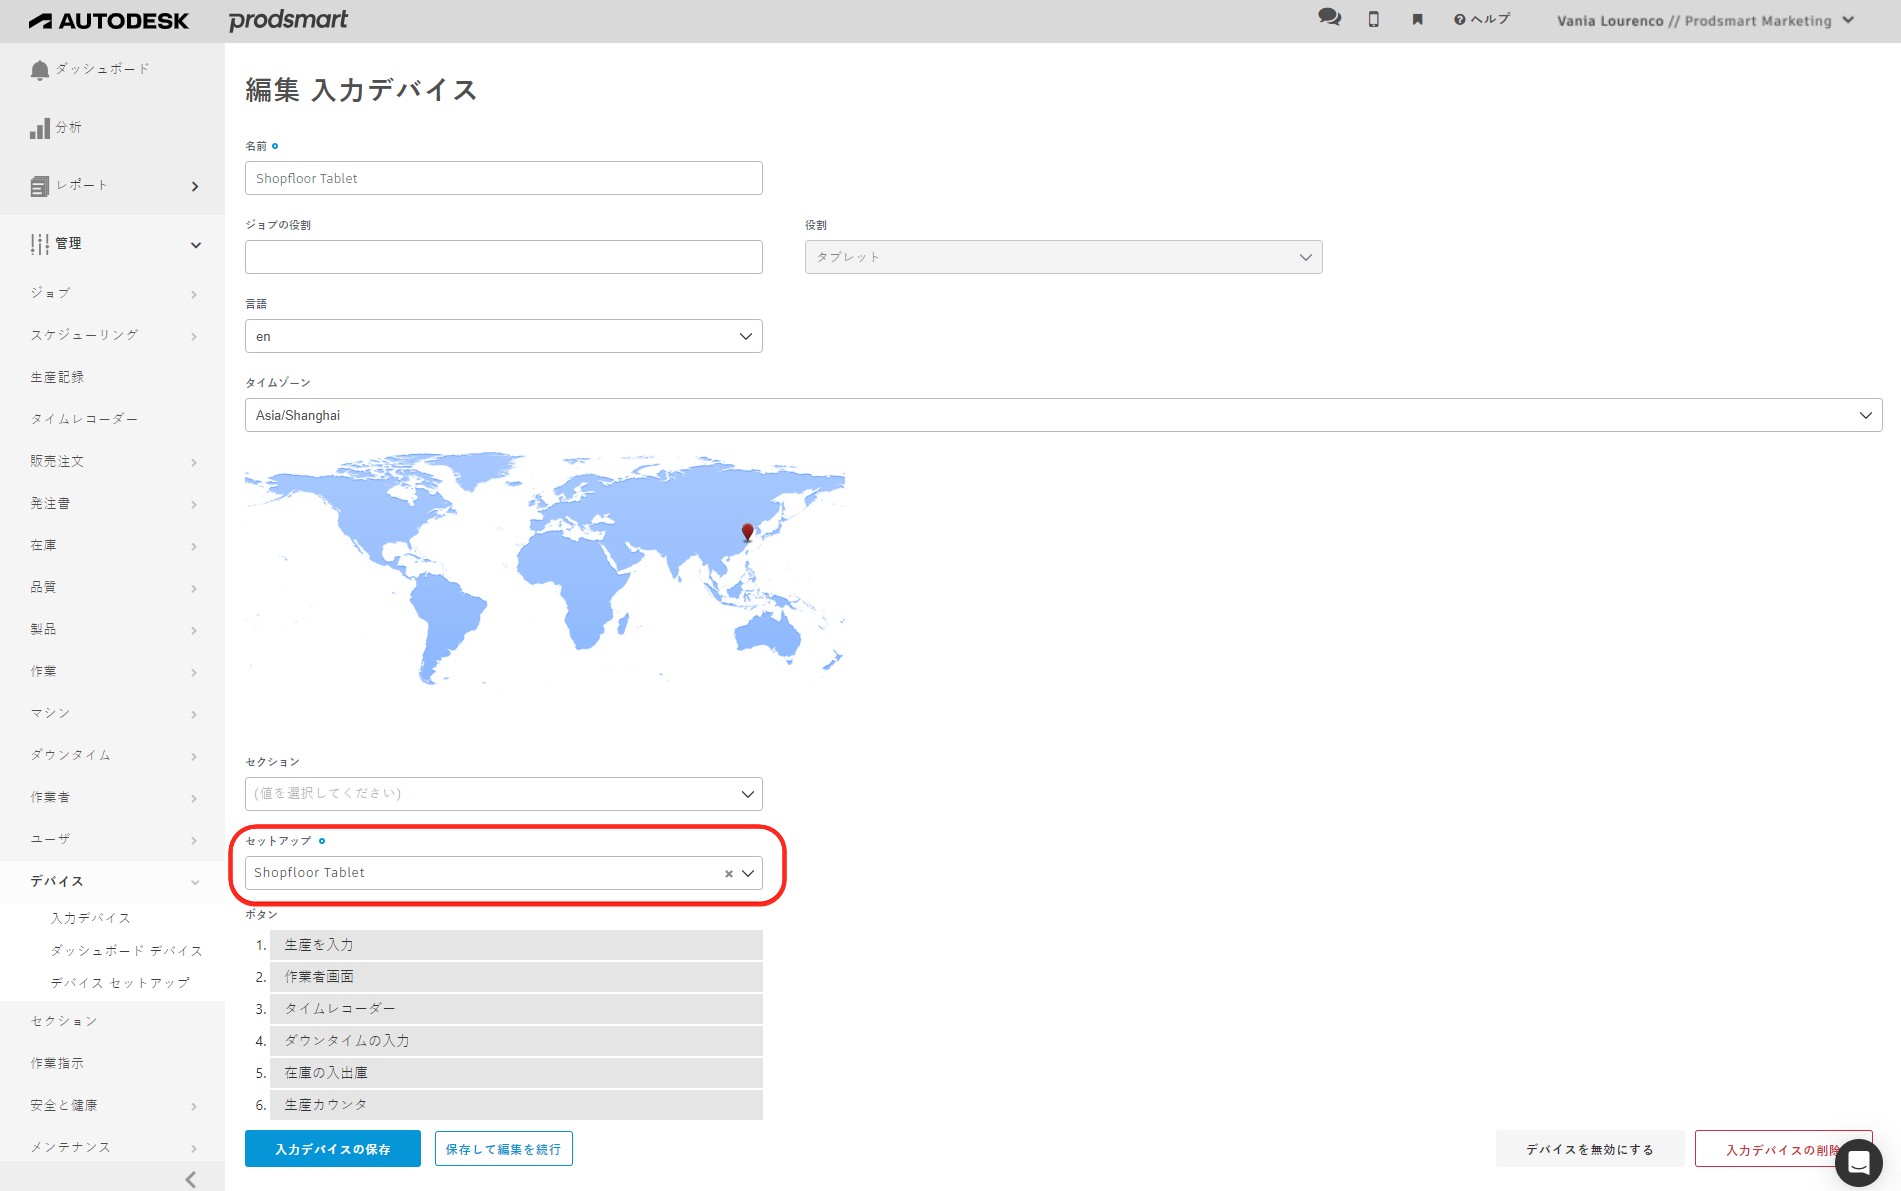 AUTODESK prodsmart ヘルプ Vania Lourenco // Prodsmart Marketing
ダッシュボード
分析
レポート
管理
ジョブ
スケジューリング
生産記録
タイムレコーダー
販売注文
発注書
在庫
品質
製品
作業
マシン
ダウンタイム
作業者
ユーザ
デバイス
入力デバイス
ダッシュボード デバイス
デバイス セットアップ
セクション
作業指示
安全と健康
メンテナンス
編集 入力デバイス
名前
Shopfloor Tablet
ジョブの役割
役割
タブレット
言語
en
タイムゾーン
Asia/Shanghai
セクション
(値を選択してください)
セットアップ
Shopfloor Tablet
ボタン
1. 生産を入力
2. 作業者画面
3. タイムレコーダー
4. ダウンタイムの入力
5. 在庫の入出庫
6. 生産カウンタ
入力デバイスの保存
保存して編集を続行
デバイスを無効にする
入力デバイスの削除